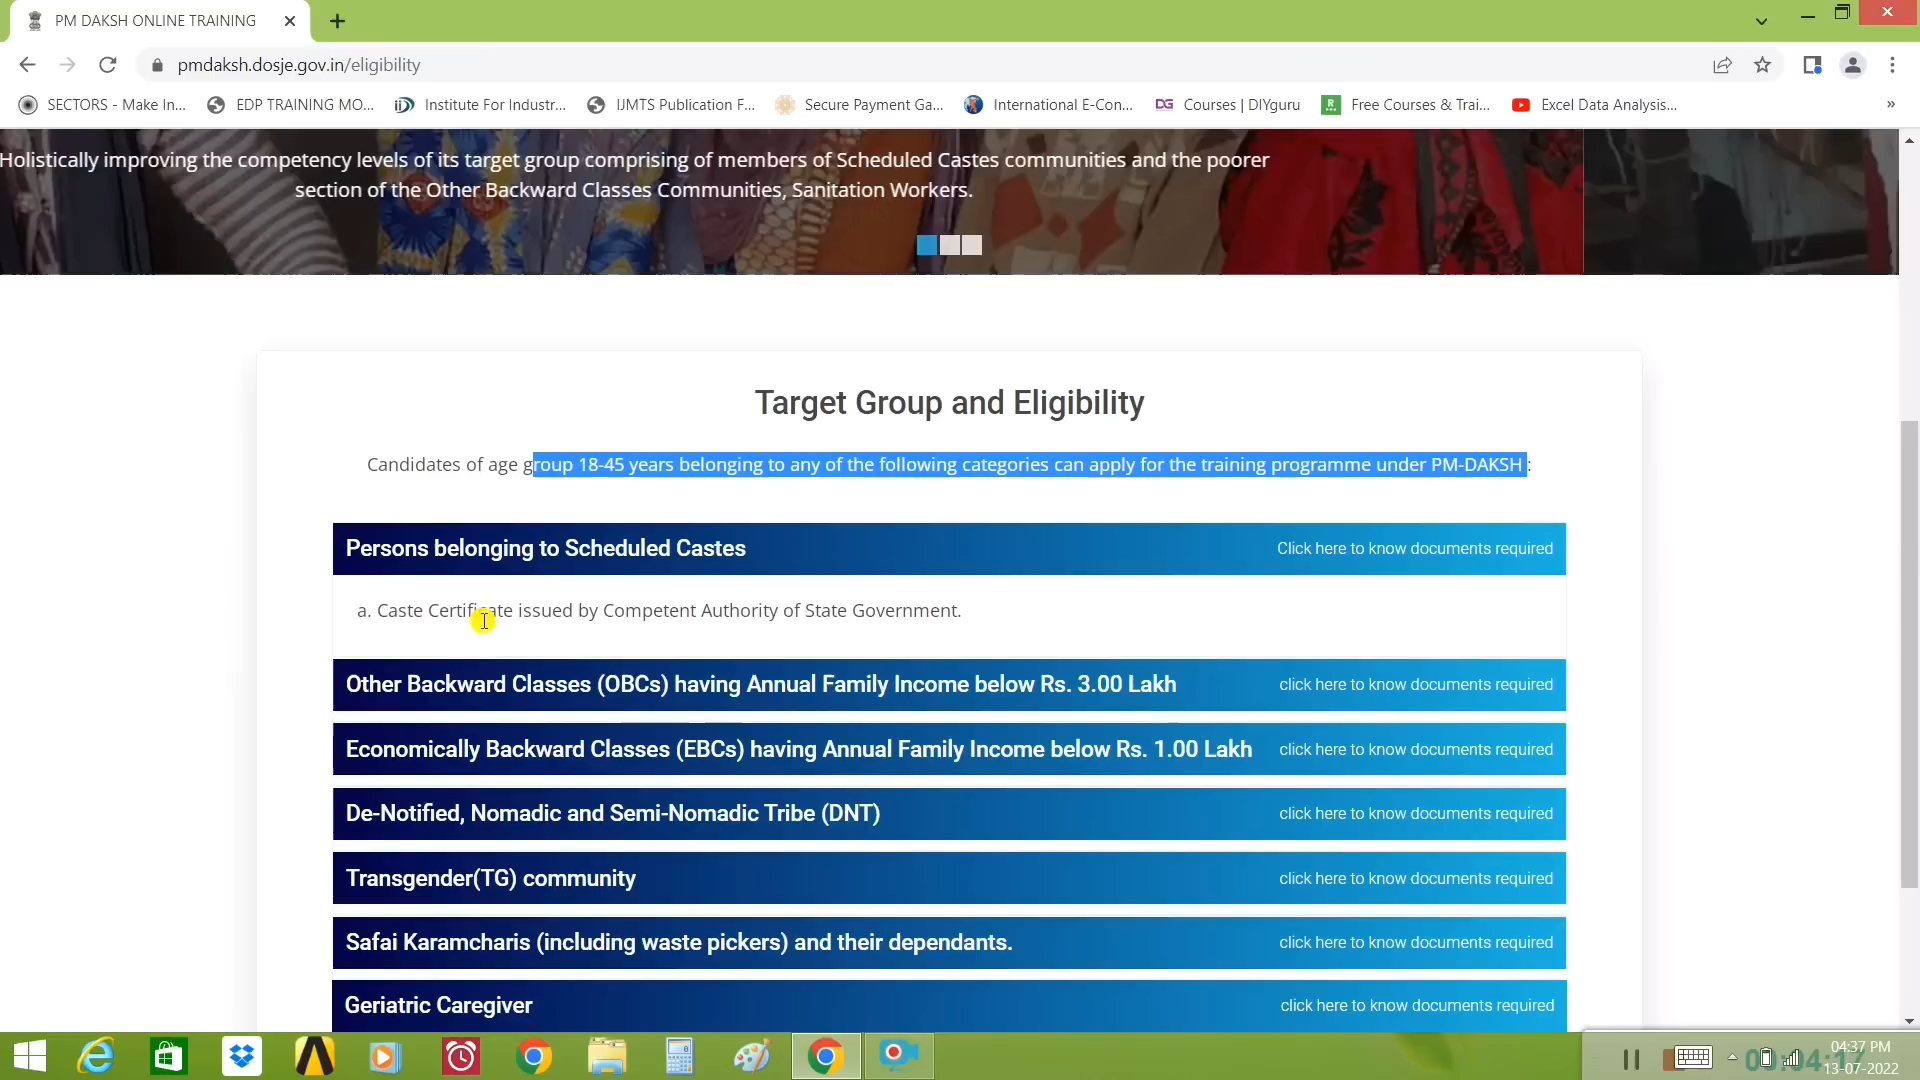 PM DAKSH ONLINE TRAINING
pmdaksh.dosje.gov.in/eligibility
SECTORS - Make In...
EDP TRAINING MO...
Institute For Industr...
IJMTS Publication F...
Secure Payment Ga...
International E-Con...
DG Courses | DIYguru
R Free Courses & Trai...
Excel Data Analysis...
»
Holistically improving the competency levels of its target group comprising of members of Scheduled Castes communities and the poorer
section of the Other Backward Classes Communities, Sanitation Workers.
Target Group and Eligibility
Candidates of age group 18-45 years belonging to any of the following categories can apply for the training programme under PM-DAKSH :
Persons belonging to Scheduled Castes Click here to know documents required
a. Caste Certificate issued by Competent Authority of State Government.
Other Backward Classes (OBCs) having Annual Family Income below Rs. 3.00 Lakh click here to know documents required
Economically Backward Classes (EBCs) having Annual Family Income below Rs. 1.00 Lakh click here to know documents required
De-Notified, Nomadic and Semi-Nomadic Tribe (DNT) click here to know documents required
Transgender(TG) community click here to know documents required
Safai Karamcharis (including waste pickers) and their dependants. click here to know documents required
Geriatric Caregiver click here to know documents required
04:37 PM
13-07-2022